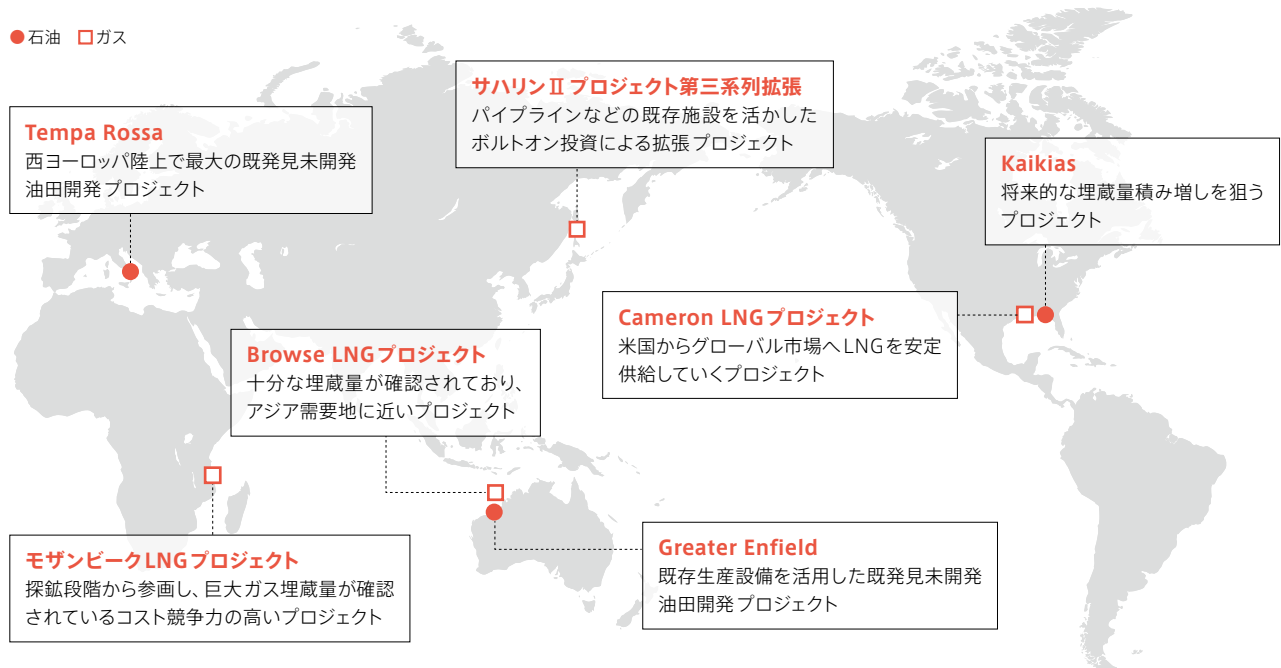 石油 ガス
Tempa Rossa
西ヨーロッパ陸上で最大の既発見未開発
油田開発プロジェクト
サハリンⅡプロジェクト第三系列拡張
パイプラインなどの既存施設を活かした
ボルトオン投資による拡張プロジェクト
Kaikias
将来的な埋蔵量積み増しを狙う
プロジェクト
Cameron LNGプロジェクト
米国からグローバル市場へLNGを安定
供給していくプロジェクト
Browse LNGプロジェクト
十分な埋蔵量が確認されており、
アジア需要地に近いプロジェクト
モザンビークLNGプロジェクト
探鉱段階から参画し、巨大ガス埋蔵量が確認
されているコスト競争力の高いプロジェクト
Greater Enfield
既存生産設備を活用した既発見未開発
油田開発プロジェクト